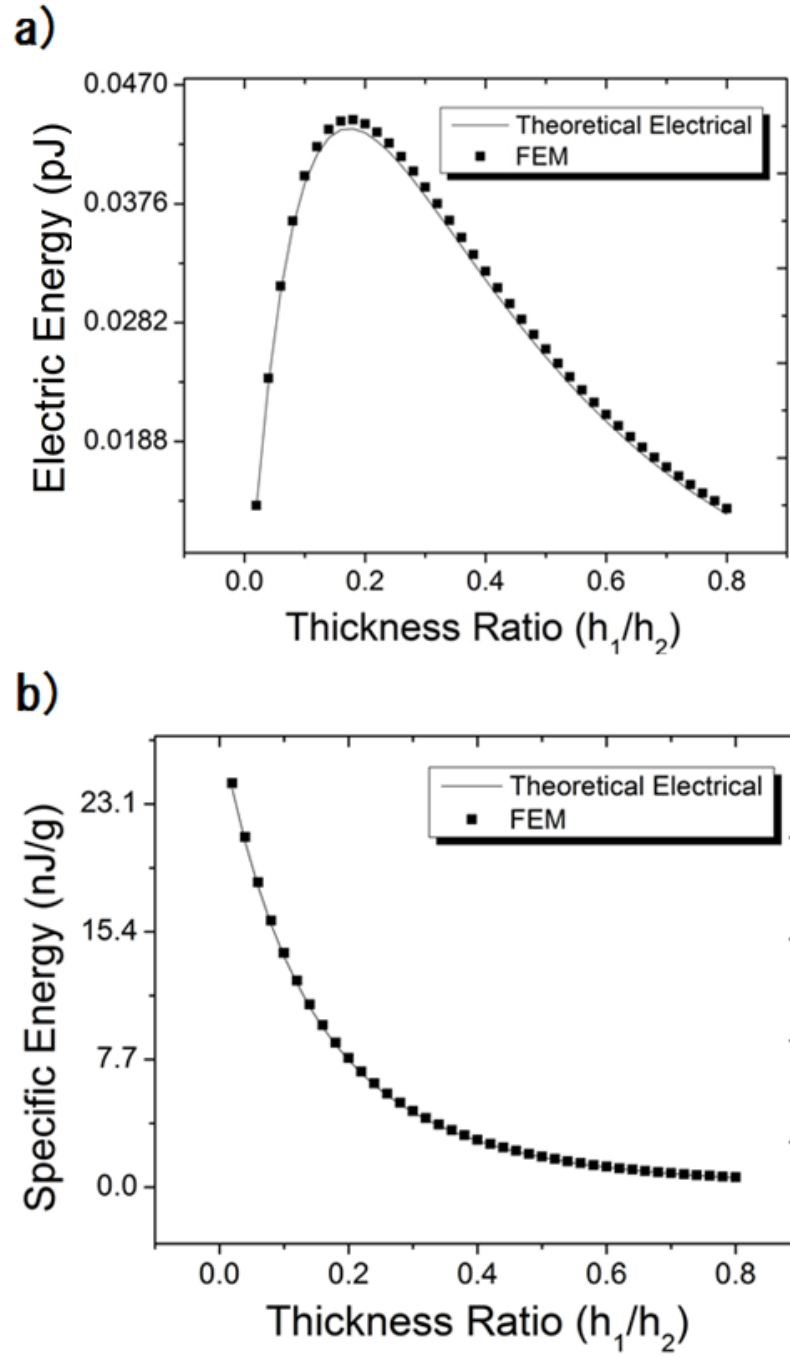 a)
0.0470
0.0376
0.0282
0.0188
Electric Energy (pJ)
Theoretical Electrical
FEM
0.0 0.2 0.4 0.6 0.8
Thickness Ratio (h₁/h₂)
b)
23.1
15.4
7.7
0.0
Specific Energy (nJ/g)
Theoretical Electrical
FEM
0.0 0.2 0.4 0.6 0.8
Thickness Ratio (h₁/h₂)